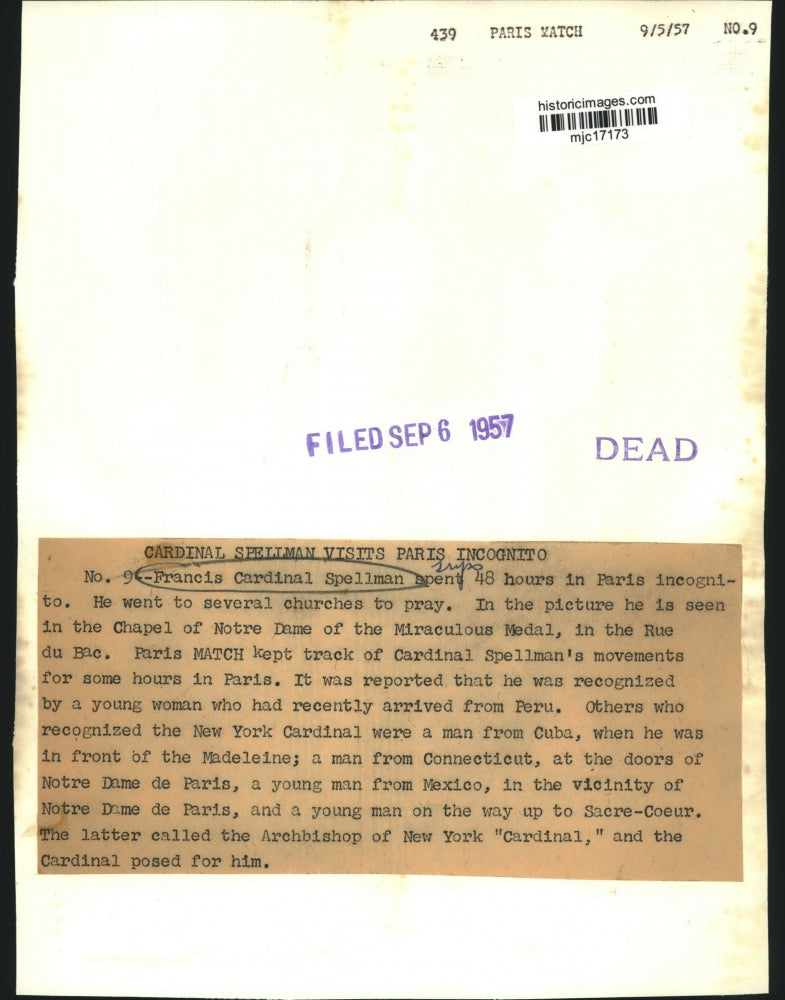 439 PARIS MATCH 9/5/57 NO.9
historicimages.com
mjc17173
FILED SEP 6 1957
DEAD
CARDINAL SPELLMAN VISITS PARIS INCOGNITO
trips
No. 9--Francis Cardinal Spellman spent 48 hours in Paris incogni-
to. He went to several churches to pray. In the picture he is seen
in the Chapel of Notre Dame of the Miraculous Medal, in the Rue
du Bac. Paris MATCH kept track of Cardinal Spellman's movements
for some hours in Paris. It was reported that he was recognized
by a young woman who had recently arrived from Peru. Others who
recognized the New York Cardinal were a man from Cuba, when he was
in front of the Madeleine; a man from Connecticut, at the doors of
Notre Dame de Paris, a young man from Mexico, in the vicinity of
Notre Dame de Paris, and a young man on the way up to Sacre-Coeur.
The latter called the Archbishop of New York "Cardinal," and the
Cardinal posed for him.